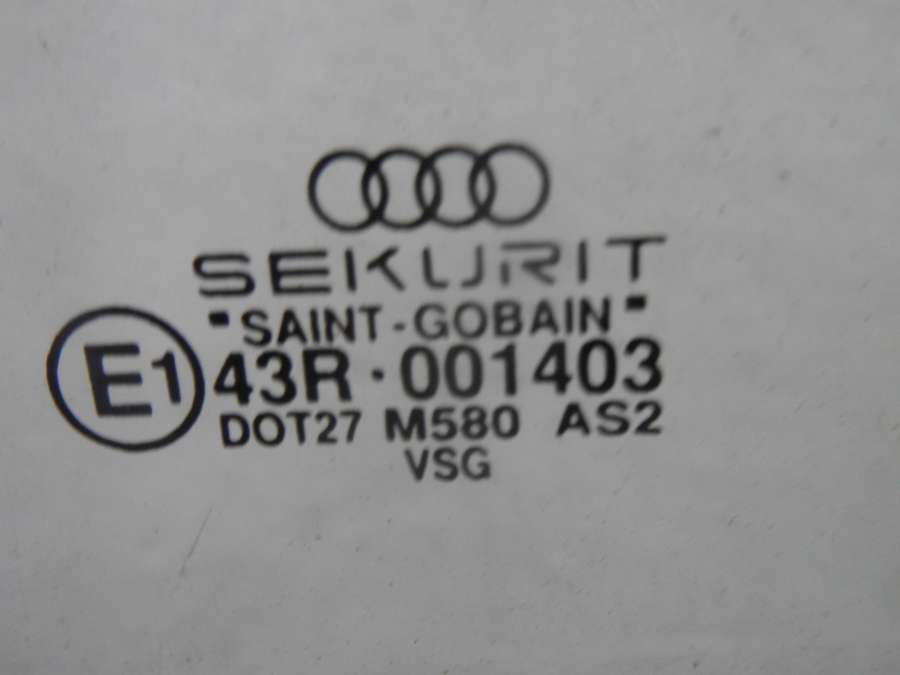 SEKURIT
"SAINT-GOBAIN"
E1 43R·001403
DOT27 M580 AS2
VSG